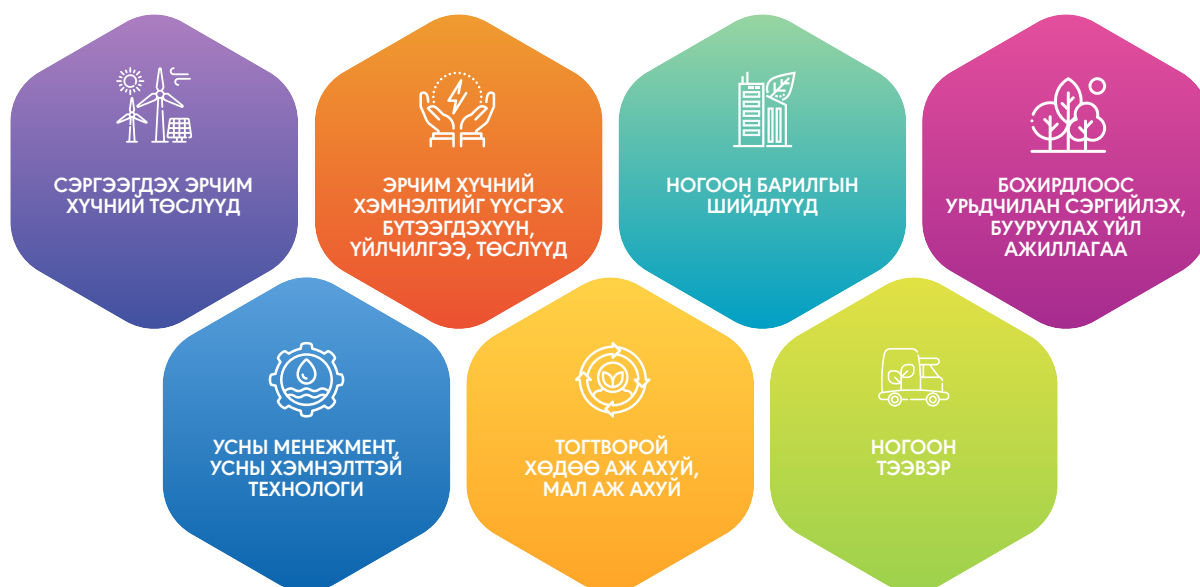 СЭРГЭЭГДЭХ ЭРЧИМ
ХҮЧНИЙ ТӨСЛҮҮД
ЭРЧИМ ХҮЧНИЙ
ХЭМНЭЛТИЙГ ҮҮСГЭХ
БҮТЭЭГДЭХҮҮН,
ҮЙЛЧИЛГЭЭ, ТӨСЛҮҮД
НОГООН БАРИЛГЫН
ШИЙДЛҮҮД
БОХИРДЛООС
УРЬДЧИЛАН СЭРГИЙЛЭХ,
БУУРУУЛАХ ҮЙЛ
АЖИЛЛАГАА
УСНЫ МЕНЕЖМЕНТ,
УСНЫ ХЭМНЭЛТТЭЙ
ТЕХНОЛОГИ
ТОГТВОРОЙ
ХӨДӨӨ АЖ АХУЙ,
МАЛ АЖ АХУЙ
НОГООН
ТЭЭВЭР